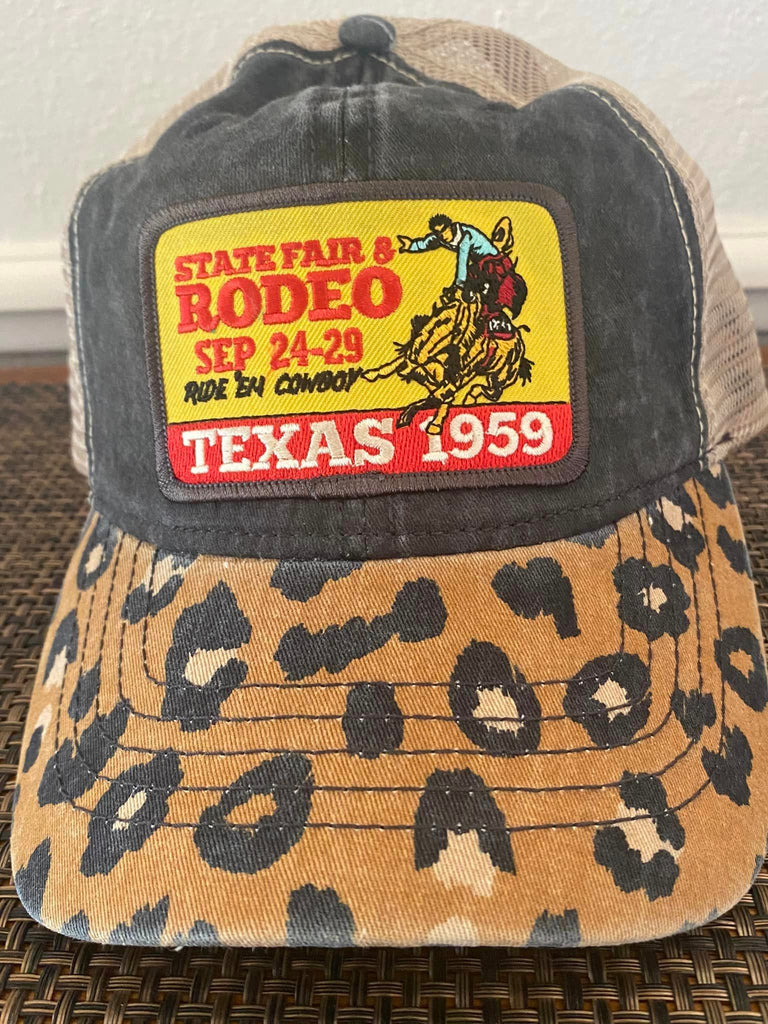 STATE FAIR &
RODEO
SEP 24-29
RIDE 'EM COWBOY
TEXAS 1959